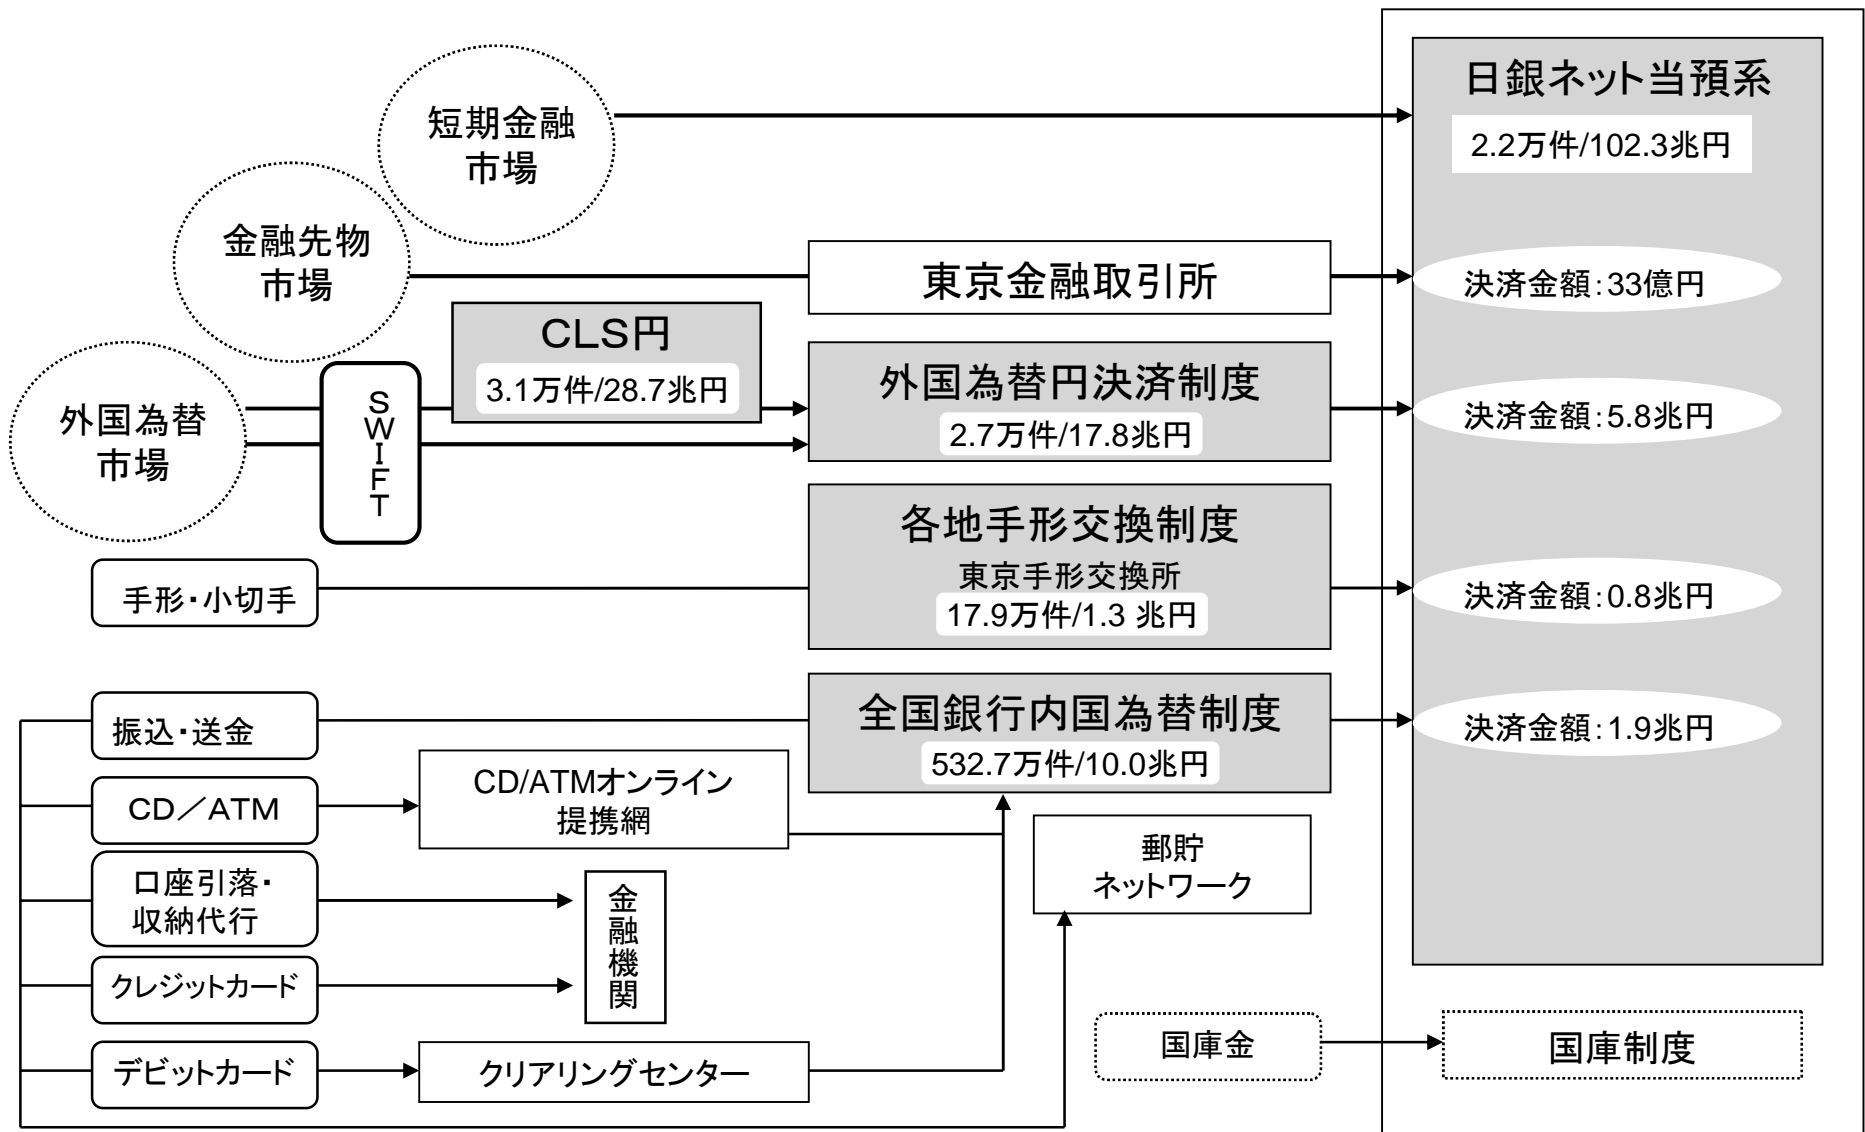 日銀ネット当預系
2.2万件/102.3兆円
短期金融
市場
金融先物
市場
東京金融取引所
決済金額：33億円
CLS円
3.1万件/28.7兆円
外国為替
市場
SWIFT
外国為替円決済制度
2.7万件/17.8兆円
決済金額：5.8兆円
手形・小切手
各地手形交換制度
東京手形交換所
17.9万件/1.3 兆円
決済金額：0.8兆円
振込・送金
全国銀行内国為替制度
532.7万件/10.0兆円
決済金額：1.9兆円
CD／ATM
CD/ATMオンライン
提携網
郵貯
ネットワーク
口座引落・
収納代行
金融機関
クレジットカード
デビットカード
クリアリングセンター
国庫金
国庫制度